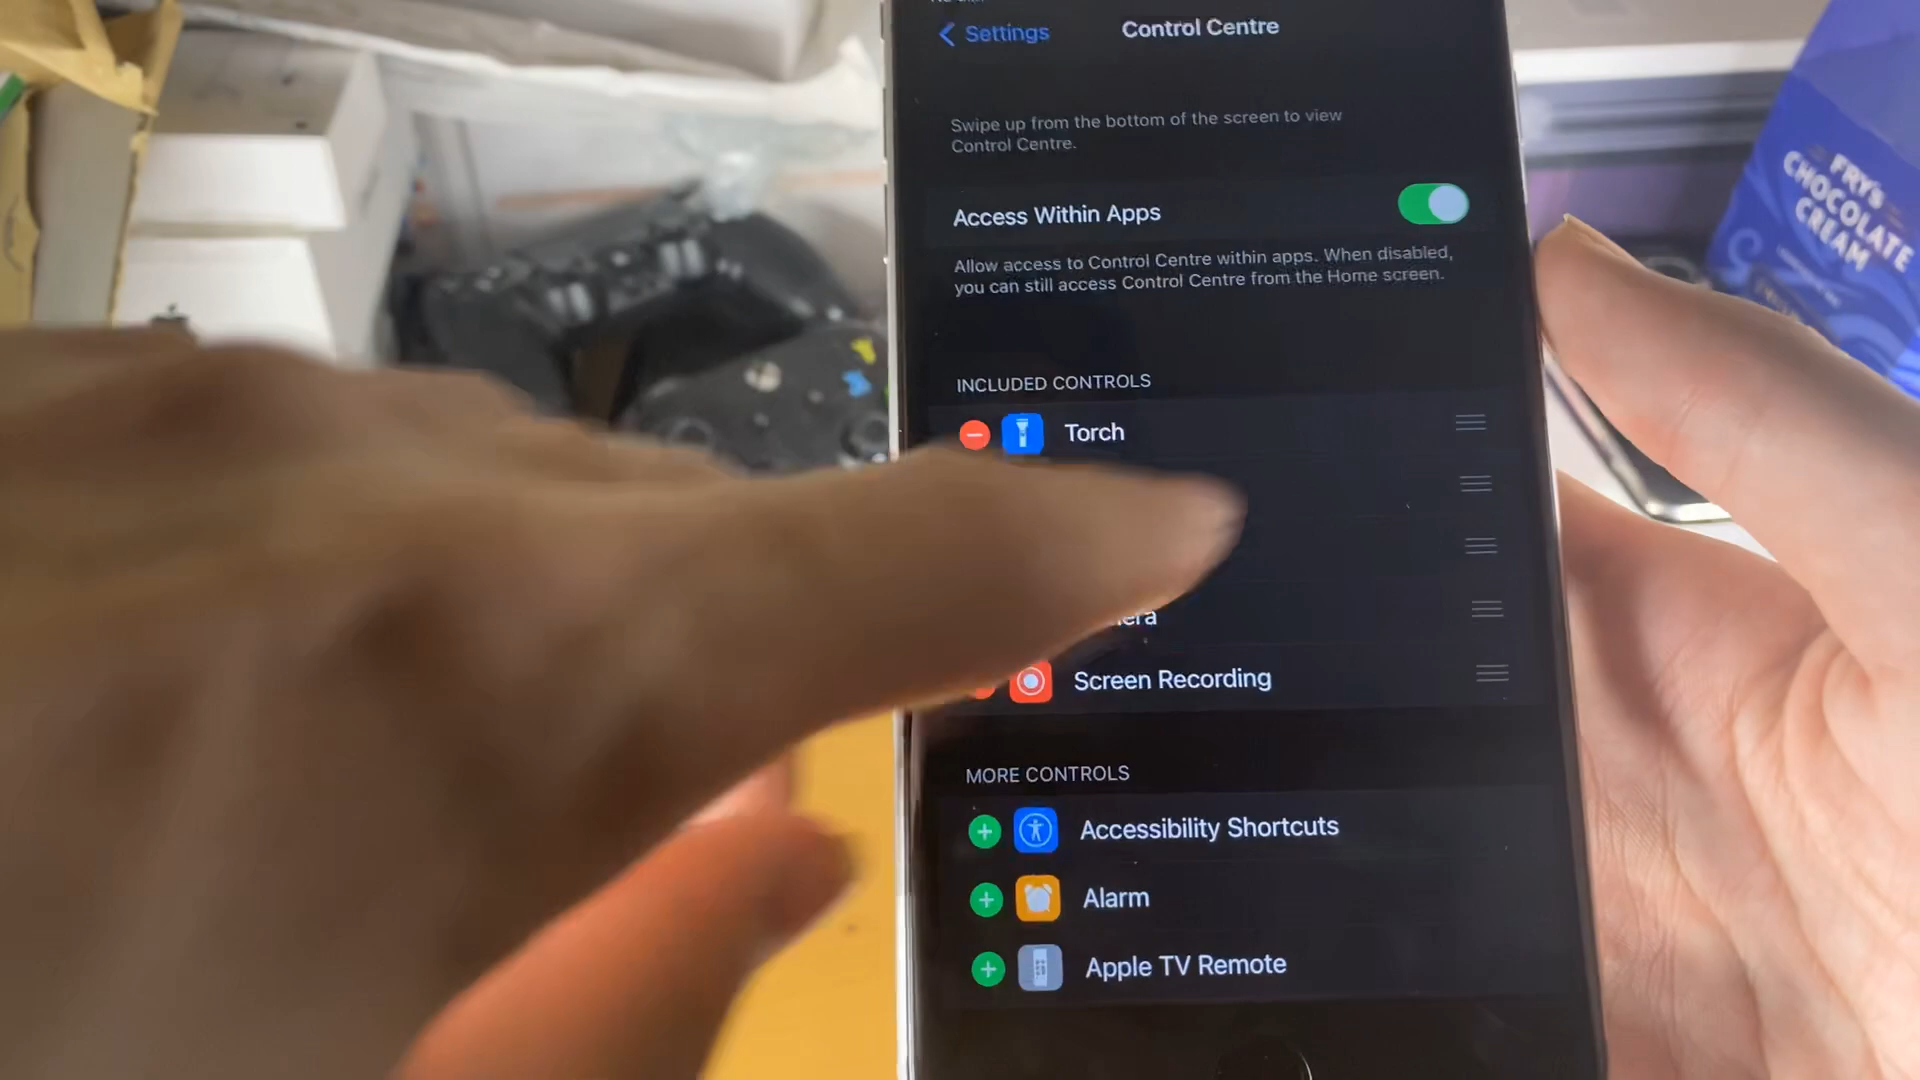 Settings
Control Centre
Swipe up from the bottom of the screen to view
Control Centre.
Access Within Apps
Allow access to Control Centre within apps. When disabled,
you can still access Control Centre from the Home screen.
INCLUDED CONTROLS
Torch
Screen Recording
MORE CONTROLS
Accessibility Shortcuts
Alarm
Apple TV Remote
FRY'S
CHOCOLATE
CREAM